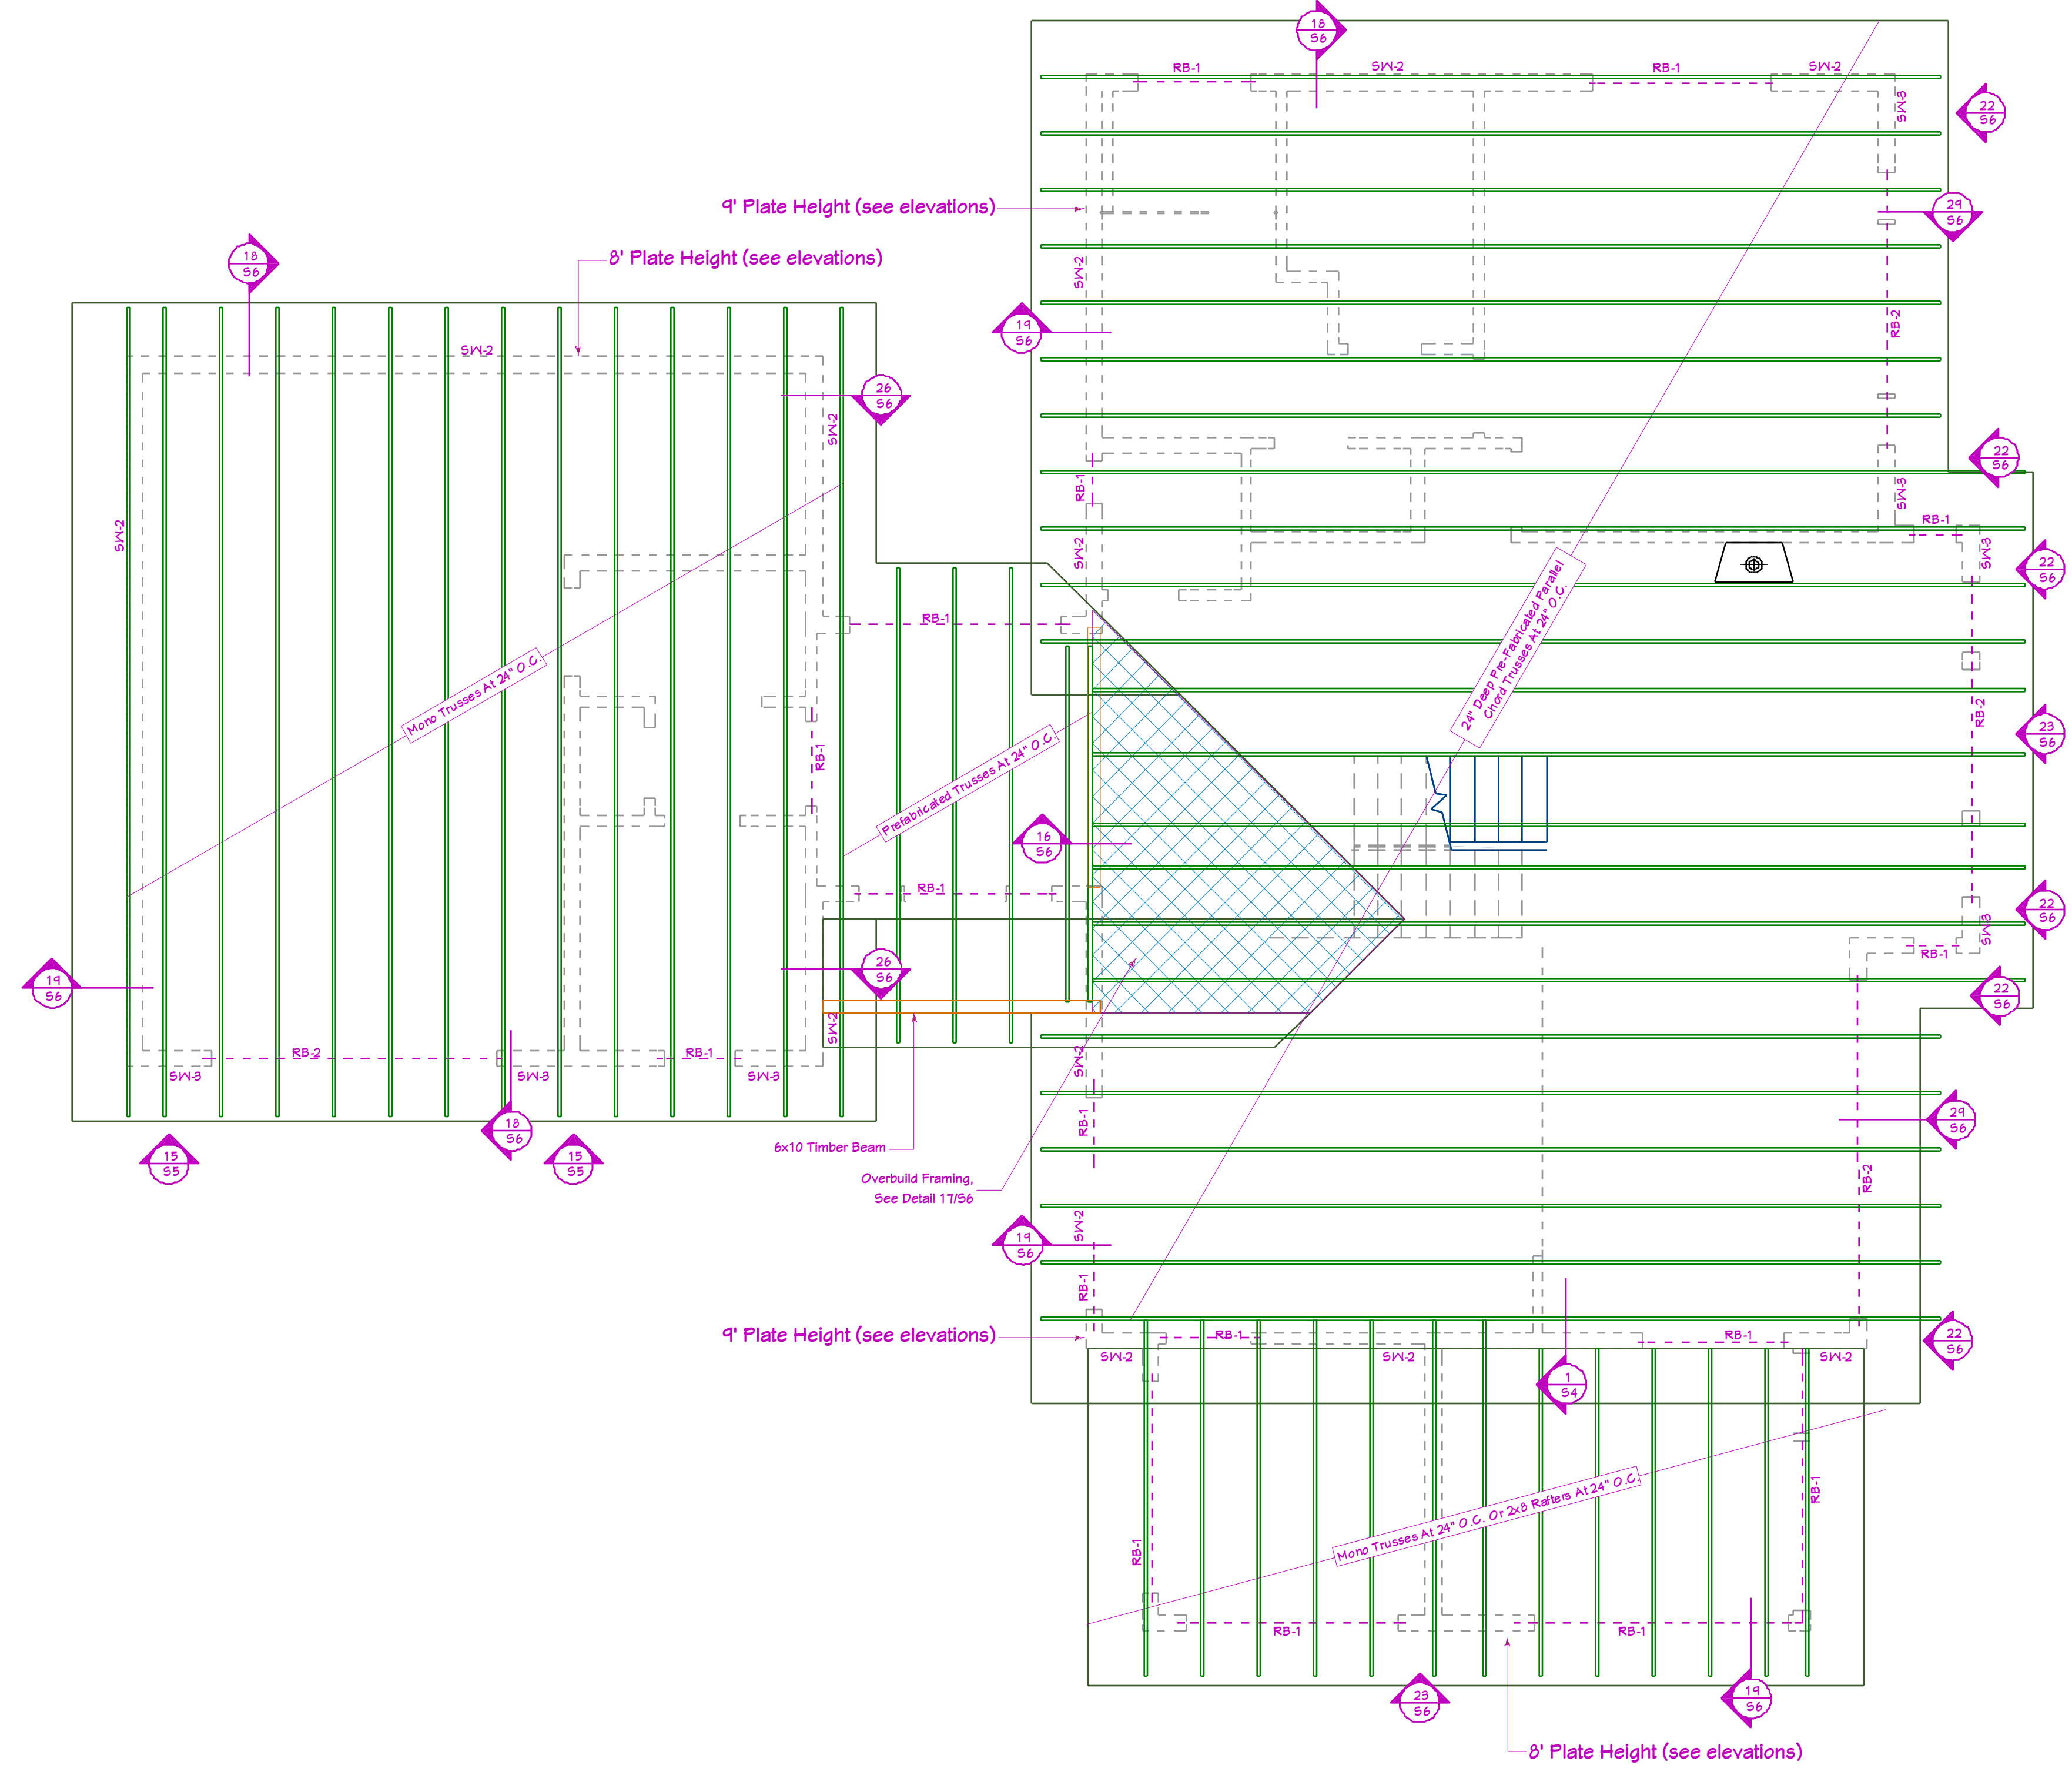 18
S6
RB-1
SW-2
RB-1
SW-2
SW-3
22
S6
9' Plate Height (see elevations)
29
S6
8' Plate Height (see elevations)
18
S6
SW-2
19
S6
RB-2
SW-2
26
S6
SW-2
22
S6
RB-1
SW-3
SW-2
SW-2
RB-1
SW-3
22
S6
RB-1
24" Deep Pre-Fabricated Parallel
Chord Trusses At 24" O.C.
Mono Trusses At 24" O.C.
RB-2
23
S6
RB-1
Prefabricated Trusses At 24" O.C.
16
S6
RB-1
22
S6
SW-3
RB-1
26
S6
19
S6
22
S6
SW-2
RB-2
RB-1
SW-2
SW-3
SW-3
SW-3
RB-1
18
S6
29
S6
15
S5
15
S5
6x10 Timber Beam
Overbuild Framing,
See Detail 17/S6
RB-2
SW-2
19
S6
RB-1
9' Plate Height (see elevations)
RB-1
RB-1
22
S6
SW-2
SW-2
SW-2
1
S4
RB-1
Mono Trusses At 24" O.C. Or 2x8 Rafters At 24" O.C.
RB-1
RB-1
RB-1
23
S6
19
S6
8' Plate Height (see elevations)